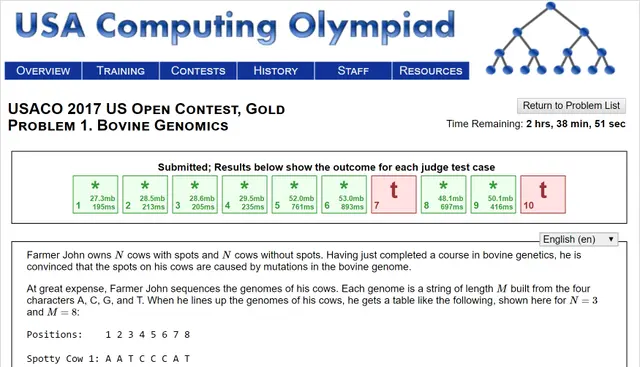 USA Computing Olympiad
OVERVIEW TRAINING CONTESTS HISTORY STAFF RESOURCES
USACO 2017 US OPEN CONTEST, GOLD
PROBLEM 1. BOVINE GENOMICS
Return to Problem List
Time Remaining: 2 hrs, 38 min, 51 sec
Submitted; Results below show the outcome for each judge test case
* * * * * * t * * t
27.3mb 28.5mb 28.6mb 29.5mb 52.0mb 53.0mb 48.1mb 50.1mb
1 195ms 2 213ms 3 205ms 4 235ms 5 761ms 6 893ms 7 8 697ms 9 416ms 10
English (en)
Farmer John owns N cows with spots and N cows without spots. Having just completed a course in bovine genetics, he is
convinced that the spots on his cows are caused by mutations in the bovine genome.
At great expense, Farmer John sequences the genomes of his cows. Each genome is a string of length M built from the four
characters A, C, G, and T. When he lines up the genomes of his cows, he gets a table like the following, shown here for N = 3
and M = 8:
Positions: 1 2 3 4 5 6 7 8
Spotty Cow 1: A A T C C C A T